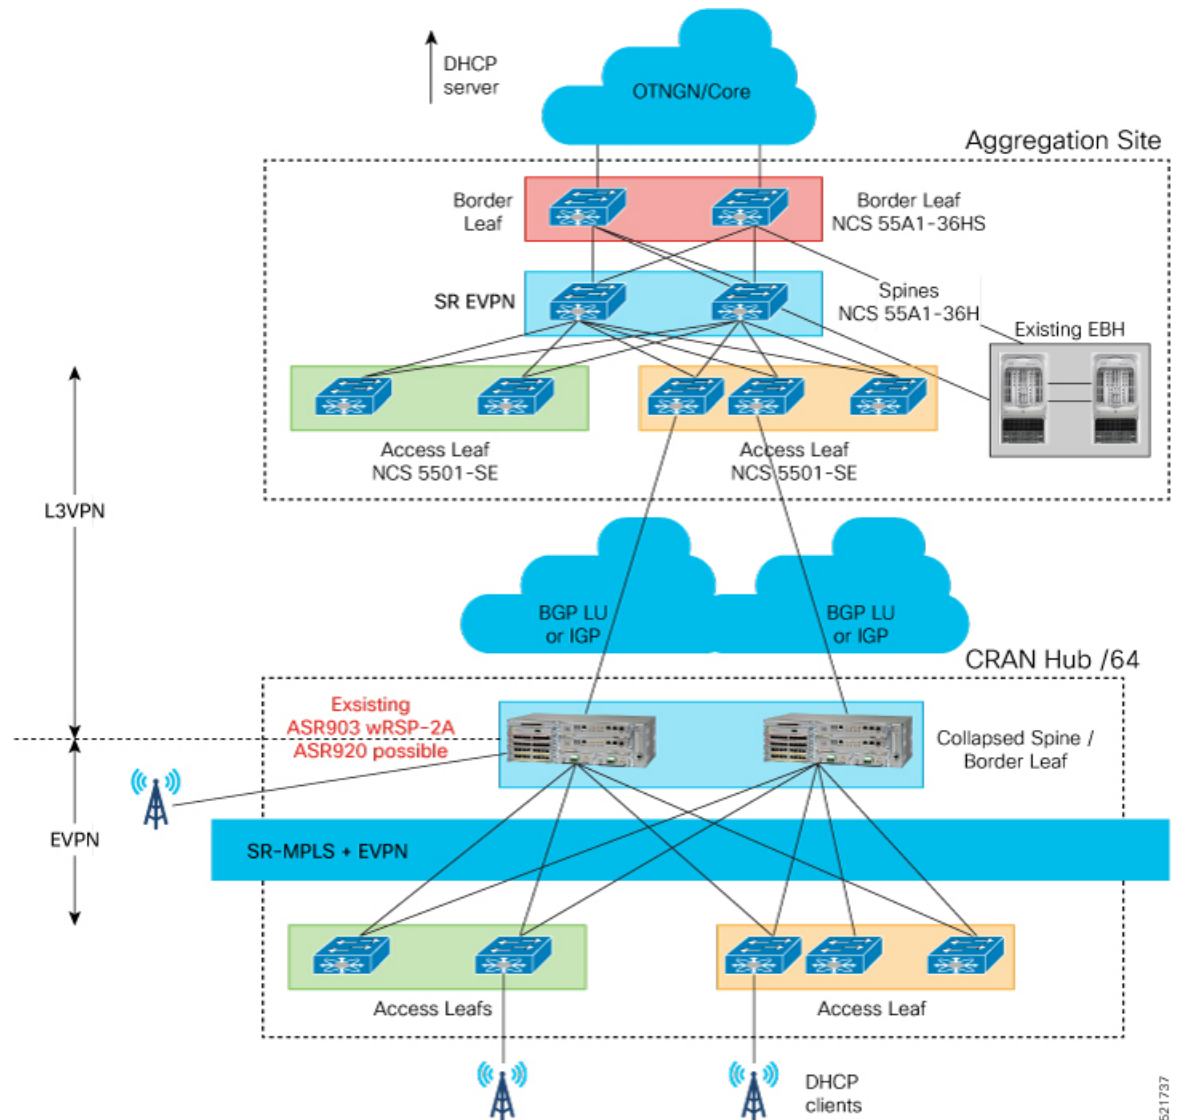 DHCP
server
OTNGN/Core
Aggregation Site
Border
Leaf
Border Leaf
NCS 55A1-36HS
SR EVPN
Spines
NCS 55A1-36H
Existing EBH
Access Leaf
NCS 5501-SE
Access Leaf
NCS 5501-SE
L3VPN
BGP LU
or IGP
BGP LU
or IGP
CRAN Hub /64
Exsisting
ASR903 wRSP-2A
ASR920 possible
Collapsed Spine /
Border Leaf
EVPN
SR-MPLS + EVPN
Access Leafs
Access Leaf
DHCP
clients
521737